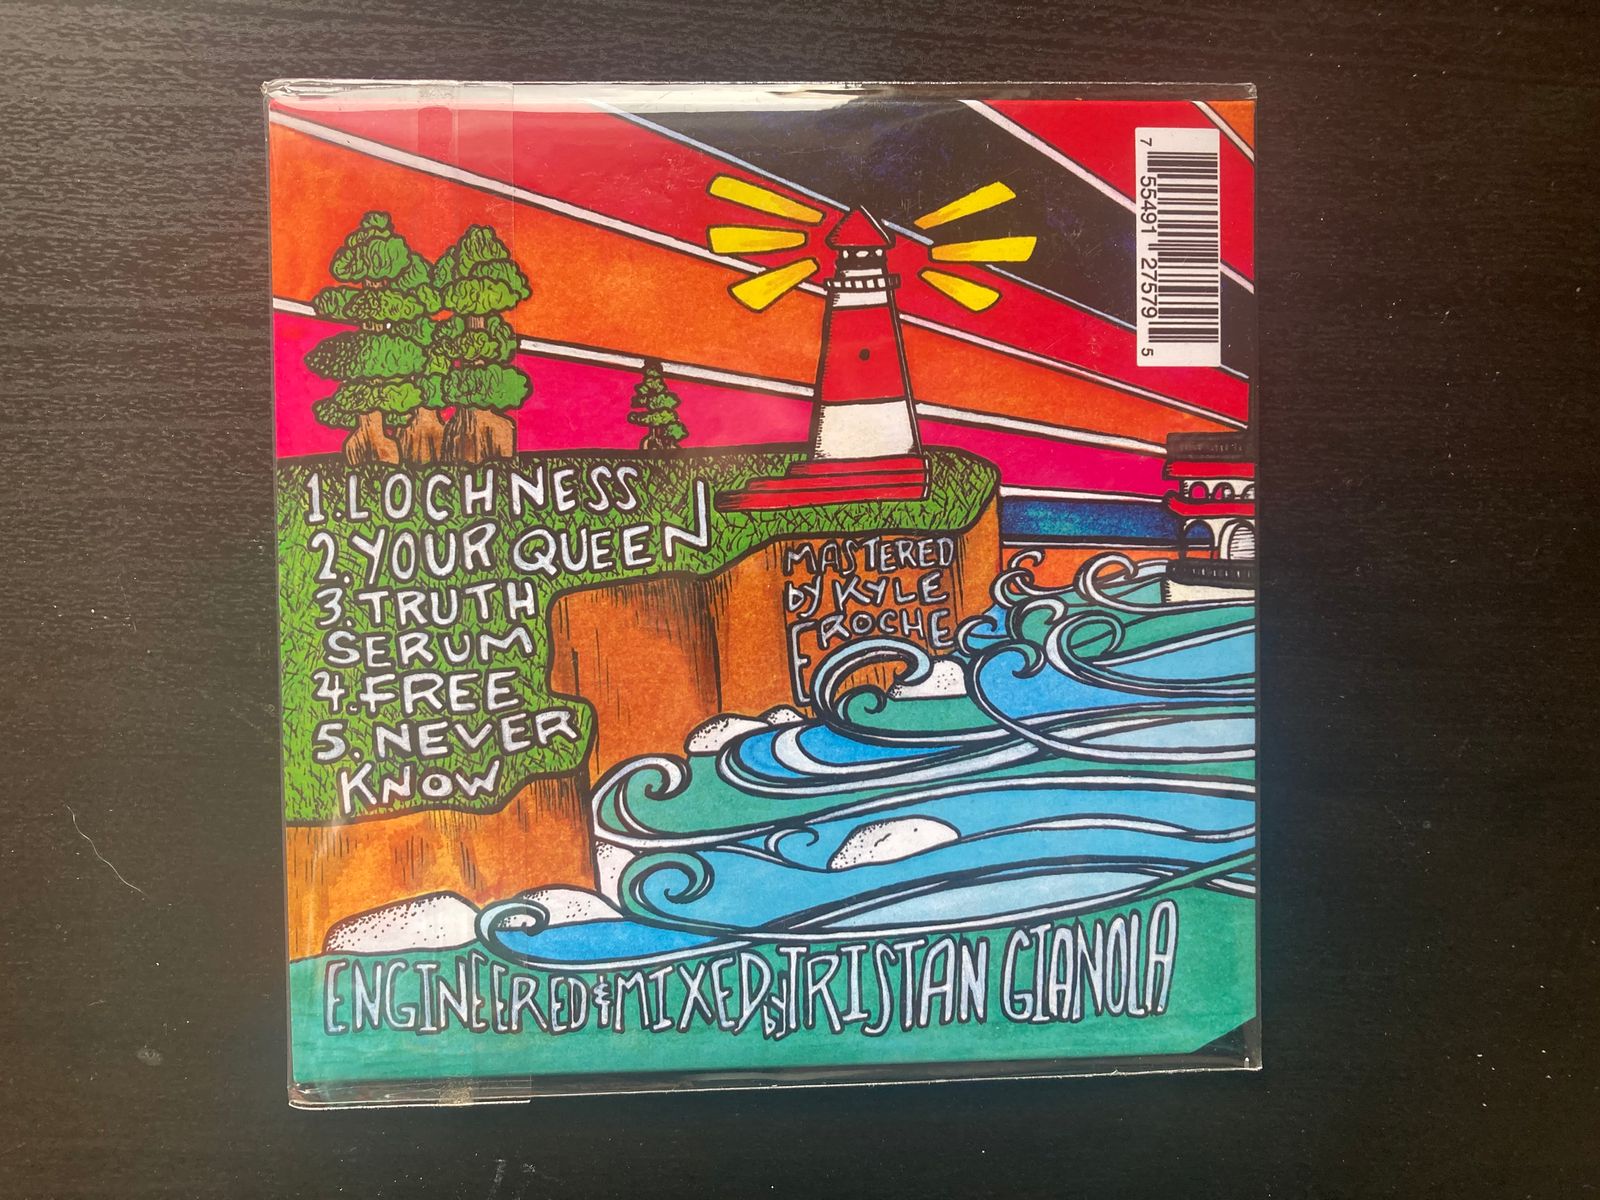 7 55491 27579 5
1. LOCHNESS
2. YOUR QUEEN
3. TRUTH
SERUM
4. FREE
5. NEVER
KNOW
MASTERED
by KYLE
EROCHE
ENGINEERED & MIXED by TRISTAN GIANOLA